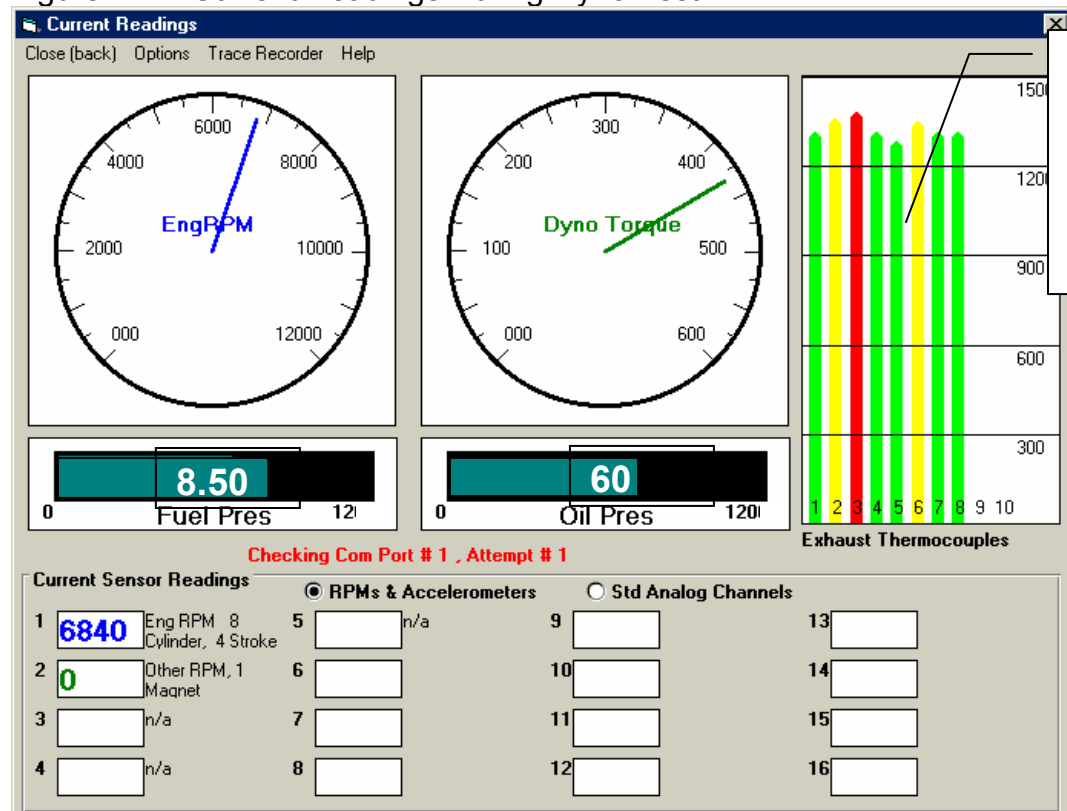 Current Readings
Close (back) Options Trace Recorder Help
6000
4000
8000
EngRPM
2000
10000
000
12000
300
200
400
Dyno Torque
100
500
000
600
1500
1200
900
600
300
1 2 3 4 5 6 7 8 9 10
Exhaust Thermocouples
8.50
0 Fuel Pres
60
0 Oil Pres 120
Checking Com Port # 1 , Attempt # 1
Current Sensor Readings
RPMs & Accelerometers
Std Analog Channels
1 6840 Eng RPM 8
Cylinder, 4 Stroke
5 n/a
9
13
2 0 Other RPM, 1
Magnet
6
10
14
3 n/a
7
11
15
4 n/a
8
12
16